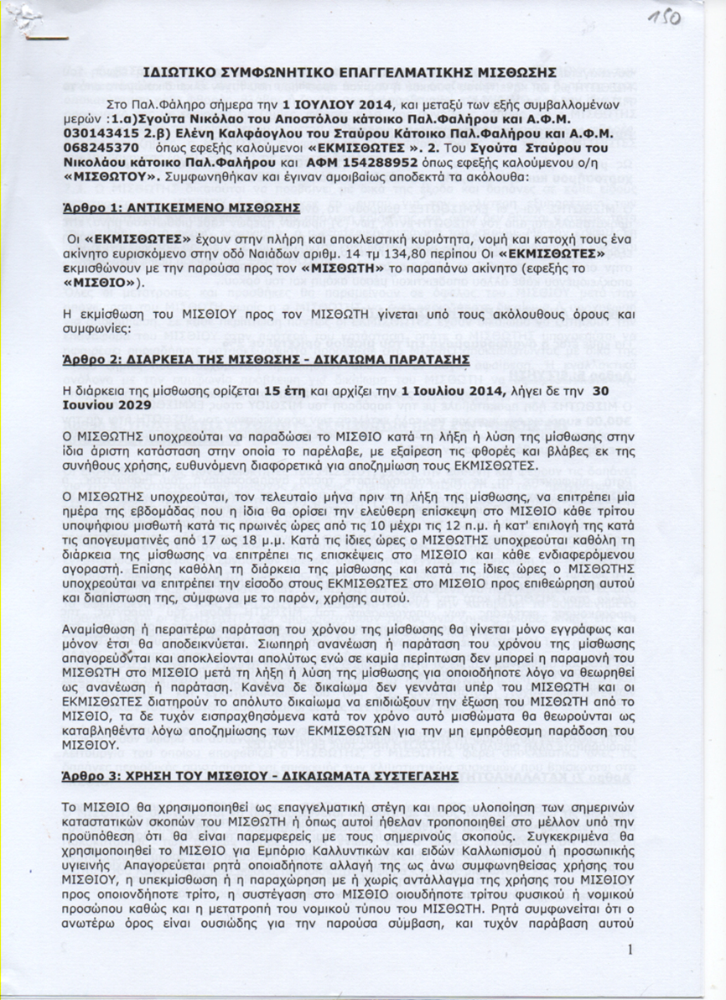 150
ΙΔΙΩΤΙΚΟ ΣΥΜΦΩΝΗΤΙΚΟ ΕΠΑΓΓΕΛΜΑΤΙΚΗΣ ΜΙΣΘΩΣΗΣ
Στο Παλ.Φάληρο σήμερα την 1 ΙΟΥΛΙΟΥ 2014, και μεταξύ των εξής συμβαλλομένων
μερών :1.α)Σγούτα Νικόλαο του Αποστόλου κάτοικο Παλ.Φαλήρου και Α.Φ.Μ.
030143415 2.β) Ελένη Καλφάογλου του Σταύρου Κάτοικο Παλ.Φαλήρου και Α.Φ.Μ.
068245370 όπως εφεξής καλούμενοι «ΕΚΜΙΣΘΩΤΕΣ ». 2. Του Σγούτα Σταύρου του
Νικολάου κάτοικο Παλ.Φαλήρου και ΑΦΜ 154288952 όπως εφεξής καλούμενου ο/η
«ΜΙΣΘΩΤΟΥ». Συμφωνηθήκαν και έγιναν αμοιβαίως αποδεκτά τα ακόλουθα:
Άρθρο 1: ΑΝΤΙΚΕΙΜΕΝΟ ΜΙΣΘΩΣΗΣ
Οι «ΕΚΜΙΣΘΩΤΕΣ» έχουν στην πλήρη και αποκλειστική κυριότητα, νομή και κατοχή τους ένα
ακίνητο ευρισκόμενο στην οδό Ναιάδων αριθμ. 14 τμ 134,80 περίπου Οι «ΕΚΜΙΣΘΩΤΕΣ»
εκμισθώνουν με την παρούσα προς τον «ΜΙΣΘΩΤΗ» το παραπάνω ακίνητο (εφεξής το
«ΜΙΣΘΙΟ»).
Η εκμίσθωση του ΜΙΣΘΙΟΥ προς τον ΜΙΣΘΩΤΗ γίνεται υπό τους ακόλουθους όρους και
συμφωνίες:
Άρθρο 2: ΔΙΑΡΚΕΙΑ ΤΗΣ ΜΙΣΘΩΣΗΣ - ΔΙΚΑΙΩΜΑ ΠΑΡΑΤΑΣΗΣ
Η διάρκεια της μίσθωσης ορίζεται 15 έτη και αρχίζει την 1 Ιουλίου 2014, λήγει δε την 30
Ιουνίου 2029
Ο ΜΙΣΘΩΤΗΣ υποχρεούται να παραδώσει το ΜΙΣΘΙΟ κατά τη λήξη ή λύση της μίσθωσης στην
ίδια άριστη κατάσταση στην οποία το παρέλαβε, με εξαίρεση τις φθορές και βλάβες εκ της
συνήθους χρήσης, ευθυνόμενη διαφορετικά για αποζημίωση τους ΕΚΜΙΣΘΩΤΕΣ.
Ο ΜΙΣΘΩΤΗΣ υποχρεούται, τον τελευταίο μήνα πριν τη λήξη της μίσθωσης, να επιτρέπει μία
ημέρα της εβδομάδας που η ίδια θα ορίσει την ελεύθερη επίσκεψη στο ΜΙΣΘΙΟ κάθε τρίτου
υποψήφιου μισθωτή κατά τις πρωινές ώρες από τις 10 μέχρι τις 12 π.μ. ή κατ' επιλογή της κατά
τις απογευματινές από 17 ως 18 μ.μ. Κατά τις ίδιες ώρες ο ΜΙΣΘΩΤΗΣ υποχρεούται καθόλη τη
διάρκεια της μίσθωσης να επιτρέπει τις επισκέψεις στο ΜΙΣΘΙΟ και κάθε ενδιαφερόμενου
αγοραστή. Επίσης καθόλη τη διάρκεια της μίσθωσης και κατά τις ίδιες ώρες ο ΜΙΣΘΩΤΗΣ
υποχρεούται να επιτρέπει την είσοδο στους ΕΚΜΙΣΘΩΤΕΣ στο ΜΙΣΘΙΟ προς επιθεώρηση αυτού
και διαπίστωση της, σύμφωνα με το παρόν, χρήσης αυτού.
Αναμίσθωση ή περαιτέρω παράταση του χρόνου της μίσθωσης θα γίνεται μόνο εγγράφως και
μόνον έτσι θα αποδεικνύεται. Σιωπηρή ανανέωση ή παράταση του χρόνου της μίσθωσης
απαγορεύονται και αποκλείονται απολύτως ενώ σε καμία περίπτωση δεν μπορεί η παραμονή του
ΜΙΣΘΩΤΗ στο ΜΙΣΘΙΟ μετά τη λήξη ή λύση της μίσθωσης για οποιοδήποτε λόγο να θεωρηθεί
ως ανανέωση ή παράταση. Κανένα δε δικαίωμα δεν γεννάται υπέρ του ΜΙΣΘΩΤΗ και οι
ΕΚΜΙΣΘΩΤΕΣ διατηρούν το απόλυτο δικαίωμα να επιδιώξουν την έξωση του ΜΙΣΘΩΤΗ από το
ΜΙΣΘΙΟ, τα δε τυχόν εισπραχθησόμενα κατά τον χρόνο αυτό μισθώματα θα θεωρούνται ως
καταβληθέντα λόγω αποζημίωσης των ΕΚΜΙΣΘΩΤΩΝ για την μη εμπρόθεσμη παράδοση του
ΜΙΣΘΙΟΥ.
Άρθρο 3: ΧΡΗΣΗ ΤΟΥ ΜΙΣΘΙΟΥ - ΔΙΚΑΙΩΜΑΤΑ ΣΥΣΤΕΓΑΣΗΣ
Το ΜΙΣΘΙΟ θα χρησιμοποιηθεί ως επαγγελματική στέγη και προς υλοποίηση των σημερινών
καταστατικών σκοπών του ΜΙΣΘΩΤΗ ή όπως αυτοί ήθελαν τροποποιηθεί στο μέλλον υπό την
προϋπόθεση ότι θα είναι παρεμφερείς με τους σημερινούς σκοπούς. Συγκεκριμένα θα
χρησιμοποιηθεί το ΜΙΣΘΙΟ για Εμπόριο Καλλυντικών και ειδών Καλλωπισμού ή προσωπικής
υγιεινής Απαγορεύεται ρητά οποιαδήποτε αλλαγή της ως άνω συμφωνηθείσας χρήσης του
ΜΙΣΘΙΟΥ, η υπεκμίσθωση ή η παραχώρηση με ή χωρίς αντάλλαγμα της χρήσης του ΜΙΣΘΙΟΥ
προς οποιονδήποτε τρίτο, η συστέγαση στο ΜΙΣΘΙΟ οιουδήποτε τρίτου φυσικού ή νομικού
προσώπου καθώς και η μετατροπή του νομικού τύπου του ΜΙΣΘΩΤΗ. Ρητά συμφωνείται ότι ο
ανωτέρω όρος είναι ουσιώδης για την παρούσα σύμβαση, και τυχόν παράβαση αυτού
1